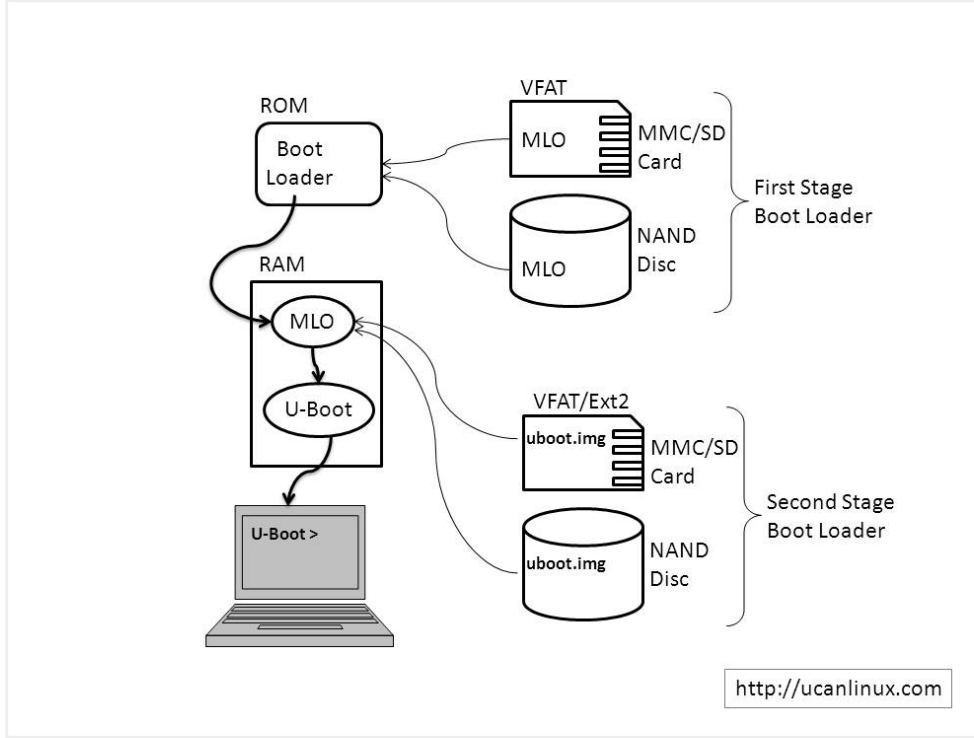 ROM
Boot
Loader
VFAT
MLO
MMC/SD
Card
MLO
NAND
Disc
First Stage
Boot Loader
RAM
MLO
U-Boot
U-Boot >
VFAT/Ext2
uboot.img
MMC/SD
Card
uboot.img
NAND
Disc
Second Stage
Boot Loader
http://ucanlinux.com